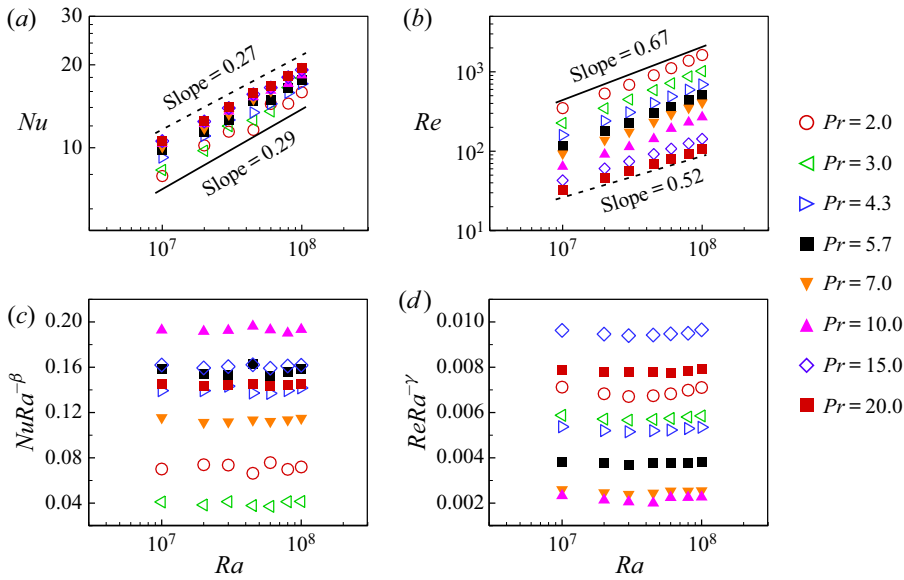 (a)
30
20
10
Nu
Slope = 0.27
Slope = 0.29
10^7
10^8
(b)
10^3
10^2
10^1
Re
Slope = 0.67
Slope = 0.52
10^7
10^8
Pr = 2.0
Pr = 3.0
Pr = 4.3
Pr = 5.7
Pr = 7.0
Pr = 10.0
Pr = 15.0
Pr = 20.0
(c)
0.20
0.16
0.12
0.08
0.04
NuRa^−β
10^7
10^8
Ra
(d)
0.010
0.008
0.006
0.004
0.002
ReRa^−γ
10^7
10^8
Ra